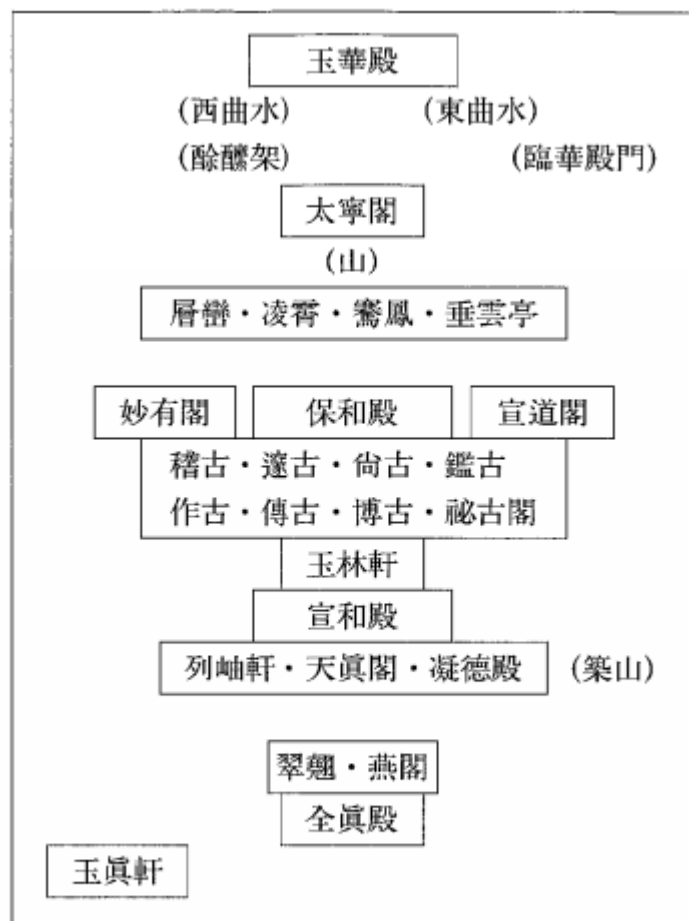 玉華殿
(西曲水) (東曲水)
(酴醾架) (臨華殿門)
太寧閣
(山)
層巒・凌霄・騫鳳・垂雲亭
妙有閣 保和殿 宣道閣
稽古・邃古・尙古・鑑古
作古・傳古・博古・祕古閣
玉林軒
宣和殿
列岫軒・天眞閣・凝德殿 (築山)
翠翹・燕閣
全眞殿
玉眞軒